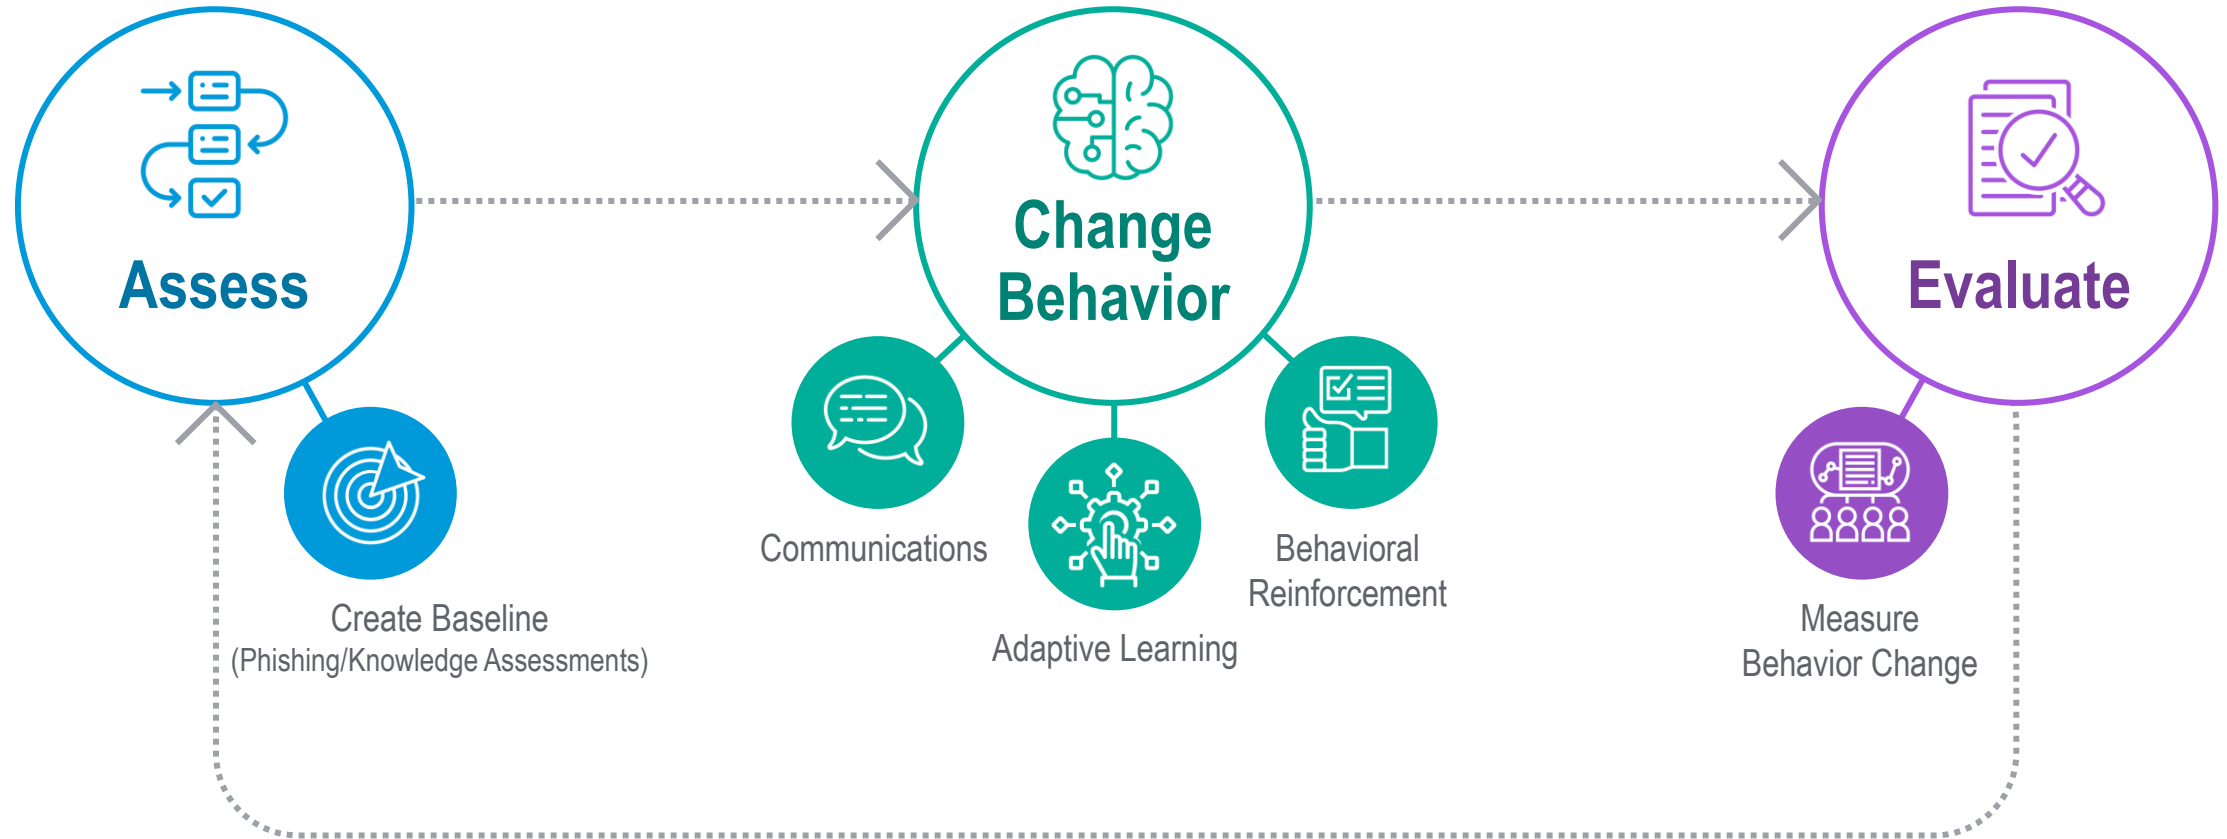 Assess
Create Baseline
(Phishing/Knowledge Assessments)
Change
Behavior
Communications
Adaptive Learning
Behavioral
Reinforcement
Evaluate
Measure
Behavior Change